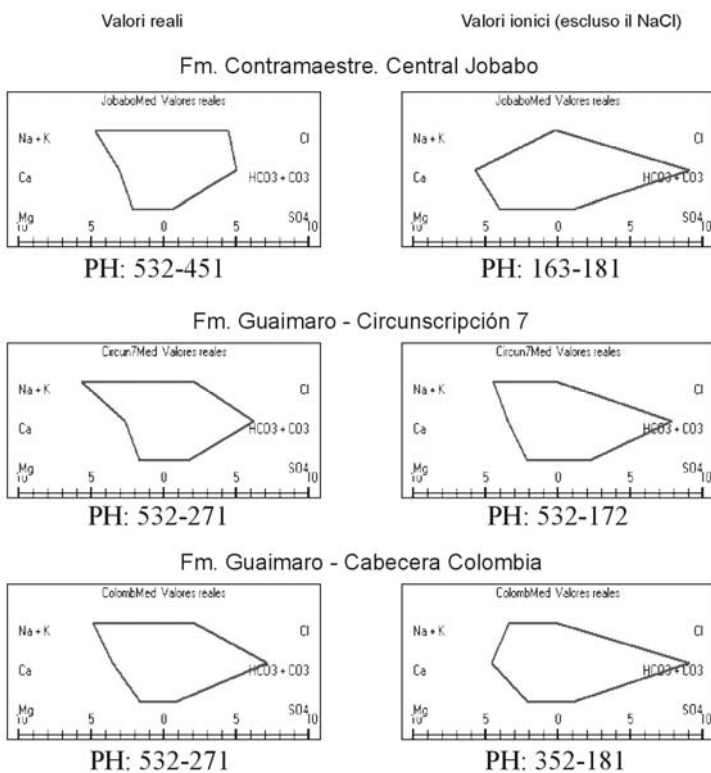 Valori reali
Valori ionici (escluso il NaCl)
Fm. Contramaestre. Central Jobabo
JobaboMed Valores reales
Na + K
Cl
Ca
HCO3 + CO3
Mg
SO4
10 5 0 5 10
PH: 532-451
JobaboMed Valores reales
Na + K
Cl
Ca
HCO3 + CO3
Mg
SO4
10 5 0 5 10
PH: 163-181
Fm. Guaimaro - Circunscripción 7
Circun7Med Valores reales
Na + K
Cl
Ca
HCO3 + CO3
Mg
SO4
10 5 0 5 10
PH: 532-271
Circun7Med Valores reales
Na + K
Cl
Ca
HCO3 + CO3
Mg
SO4
10 5 0 5 10
PH: 532-172
Fm. Guaimaro - Cabecera Colombia
ColombMed Valores reales
Na + K
Cl
Ca
HCO3 + CO3
Mg
SO4
10 5 0 5 10
PH: 532-271
ColombMed Valores reales
Na + K
Cl
Ca
HCO3 + CO3
Mg
SO4
10 5 0 5 10
PH: 352-181